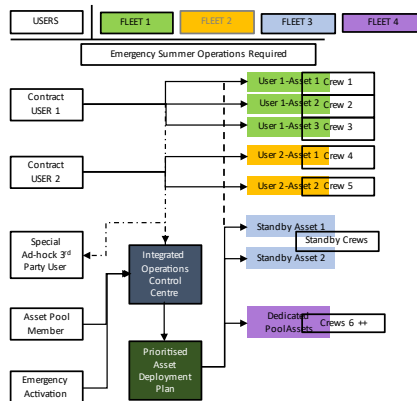 USERS
FLEET 1
FLEET 2
FLEET 3
FLEET 4
Emergency Summer Operations Required
User 1-Asset 1
Crew 1
Contract
USER 1
User 1-Asset 2
Crew 2
User 1-Asset 3
Crew 3
User 2-Asset 1
Crew 4
Contract
USER 2
User 2-Asset 2
Crew 5
Special
Ad-hock 3rd
Party User
Integrated
Operations
Control
Centre
Standby Asset 1
Standby Crews
Standby Asset 2
Asset Pool
Member
Dedicated
PoolAssets
Crews 6 ++
Emergency
Activation
Prioritised
Asset
Deployment
Plan